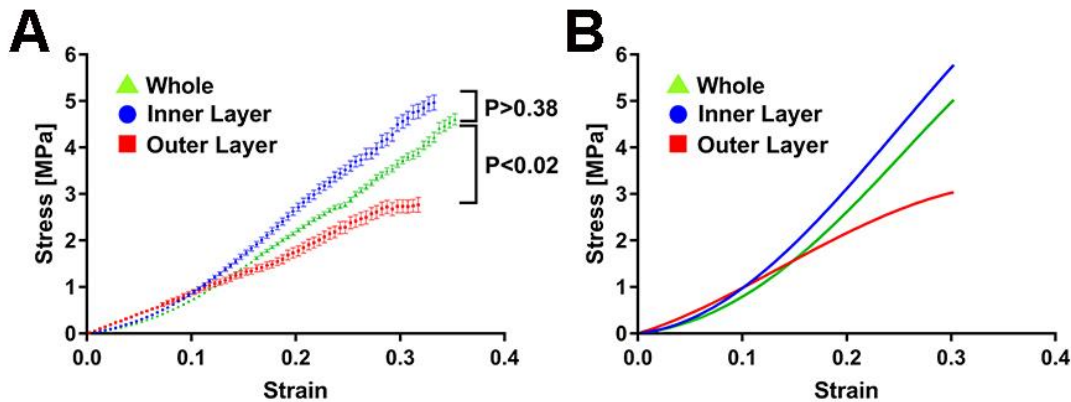 A
6
5
4
3
2
1
0
Stress [MPa]
Whole
Inner Layer
Outer Layer
P>0.38
P<0.02
0.0 0.1 0.2 0.3 0.4
Strain
B
6
5
4
3
2
1
0
Stress [MPa]
Whole
Inner Layer
Outer Layer
0.0 0.1 0.2 0.3 0.4
Strain